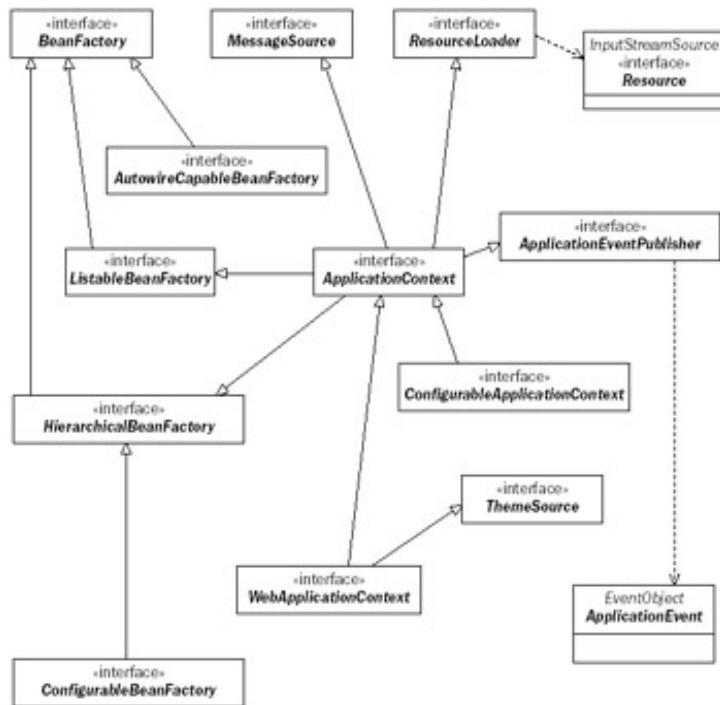 «interface»
BeanFactory
«interface»
MessageSource
«interface»
ResourceLoader
InputStreamSource
«interface»
Resource
«interface»
AutowireCapableBeanFactory
«interface»
ApplicationEventPublisher
«interface»
ListableBeanFactory
«interface»
ApplicationContext
«interface»
ConfigurableApplicationContext
«interface»
HierarchicalBeanFactory
«interface»
ThemeSource
«interface»
WebApplicationContext
EventObject
ApplicationEvent
«interface»
ConfigurableBeanFactory